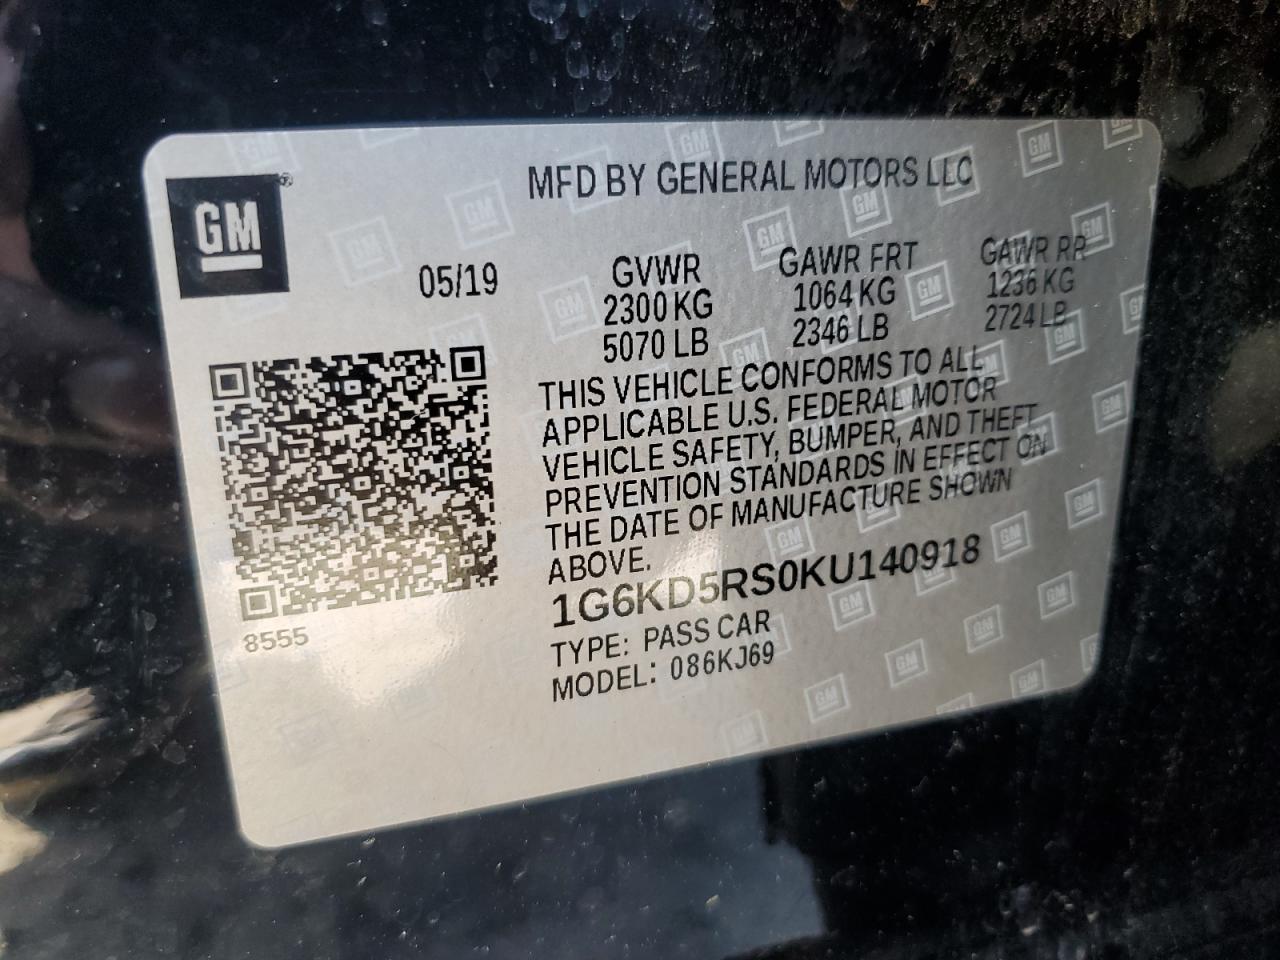 GM®
MFD BY GENERAL MOTORS LLC
05/19
GVWR
2300 KG
5070 LB
GAWR FRT
1064 KG
2346 LB
GAWR RR
1236 KG
2724 LB
THIS VEHICLE CONFORMS TO ALL
APPLICABLE U.S. FEDERAL MOTOR
VEHICLE SAFETY, BUMPER, AND THEFT
PREVENTION STANDARDS IN EFFECT ON
THE DATE OF MANUFACTURE SHOWN
ABOVE.
1G6KD5RS0KU140918
TYPE: PASS CAR
MODEL: 086KJ69
8555